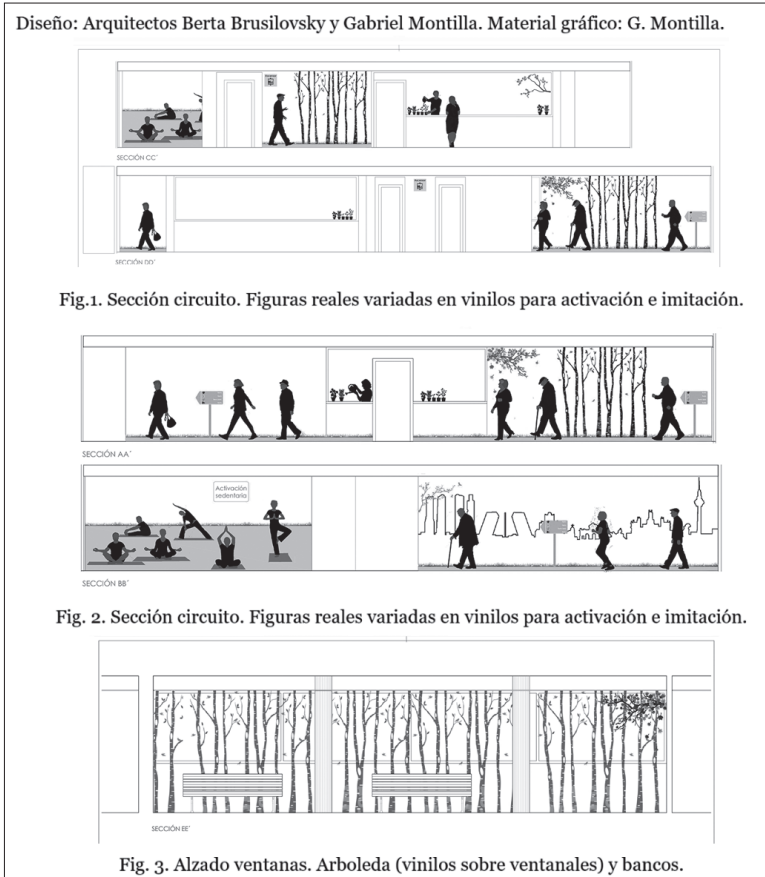 Diseño: Arquitectos Berta Brusilovsky y Gabriel Montilla. Material gráfico: G. Montilla.
SECCIÓN CC´
SECCIÓN DD´
Fig.1. Sección circuito. Figuras reales variadas en vinilos para activación e imitación.
SECCIÓN AA´
Activación
sedentaria
SECCIÓN BB´
Fig. 2. Sección circuito. Figuras reales variadas en vinilos para activación e imitación.
SECCIÓN EE´
Fig. 3. Alzado ventanas. Arboleda (vinilos sobre ventanales) y bancos.